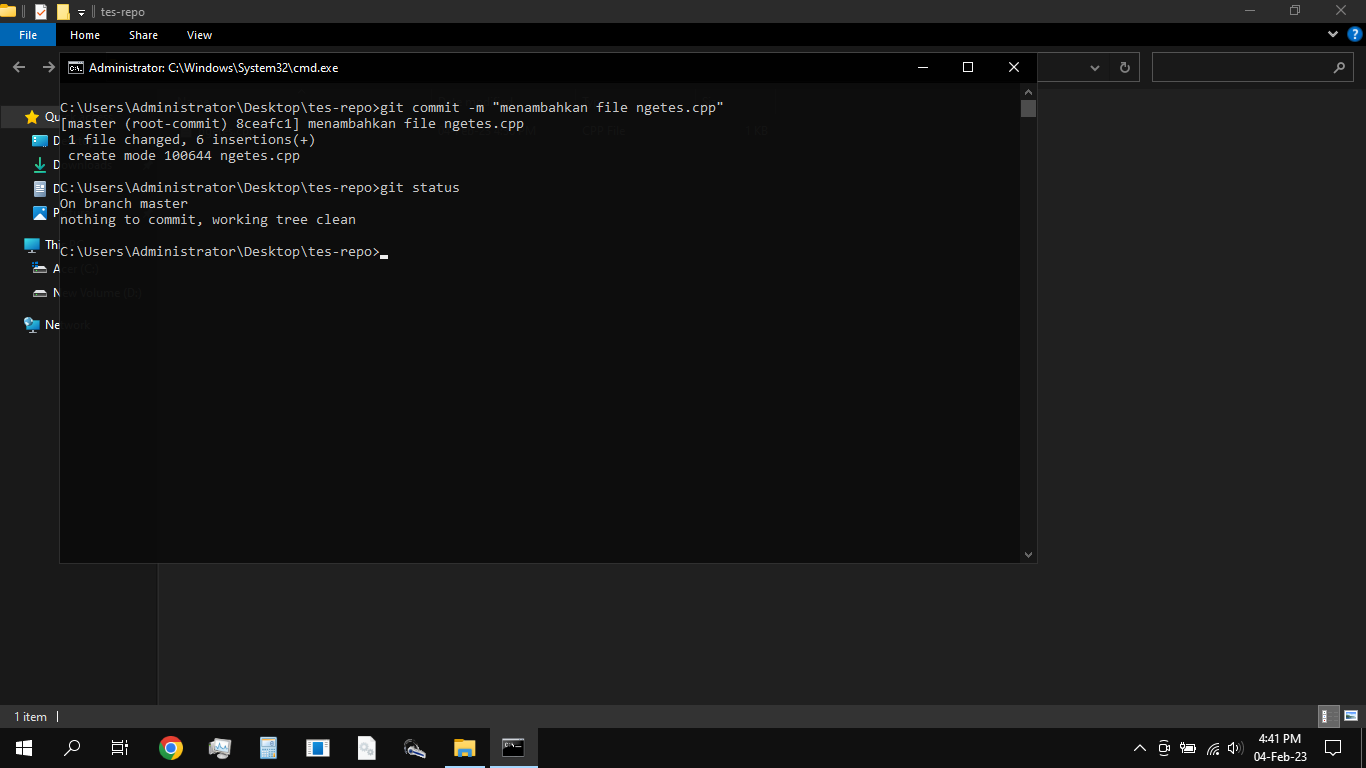 tes-repo
File Home Share View
Administrator: C:\Windows\System32\cmd.exe
C:\Users\Administrator\Desktop\tes-repo>git commit -m "menambahkan file ngetes.cpp"
[master (root-commit) 8ceafc1] menambahkan file ngetes.cpp
1 file changed, 6 insertions(+)
create mode 100644 ngetes.cpp
C:\Users\Administrator\Desktop\tes-repo>git status
On branch master
nothing to commit, working tree clean
C:\Users\Administrator\Desktop\tes-repo>
New Volume (D:)
Network
1 item
4:41 PM
04-Feb-23